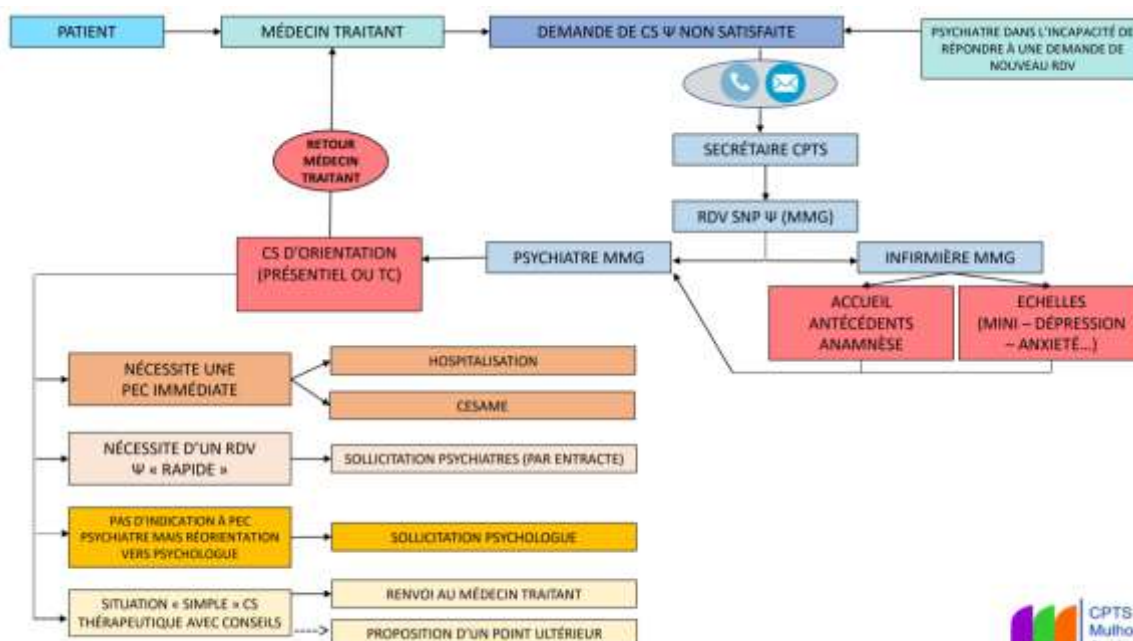 PATIENT
MÉDECIN TRAITANT
DEMANDE DE CS Ψ NON SATISFAITE
PSYCHIATRE DANS L'INCAPACITÉ DE
RÉPONDRE À UNE DEMANDE DE
NOUVEAU RDV
RETOUR
MÉDECIN
TRAITANT
SECRÉTAIRE CPTS
RDV SNP Ψ (MMG)
CS D'ORIENTATION
(PRÉSENTIEL OU TC)
PSYCHIATRE MMG
INFIRMIÈRE MMG
ACCUEIL
ANTÉCÉDENTS
ANAMNÈSE
ECHELLES
(MINI – DÉPRESSION
– ANXIETÉ...)
NÉCESSITE UNE
PEC IMMÉDIATE
HOSPITALISATION
CESAME
NÉCESSITE D'UN RDV
Ψ « RAPIDE »
SOLLICITATION PSYCHIATRES (PAR ENTRACTE)
PAS D'INDICATION À PEC
PSYCHIATRE MAIS RÉORIENTATION
VERS PSYCHOLOGUE
SOLLICITATION PSYCHOLOGUE
SITUATION « SIMPLE » CS
THÉRAPEUTIQUE AVEC CONSEILS
RENVOI AU MÉDECIN TRAITANT
PROPOSITION D'UN POINT ULTÉRIEUR
CPTS
Mulho